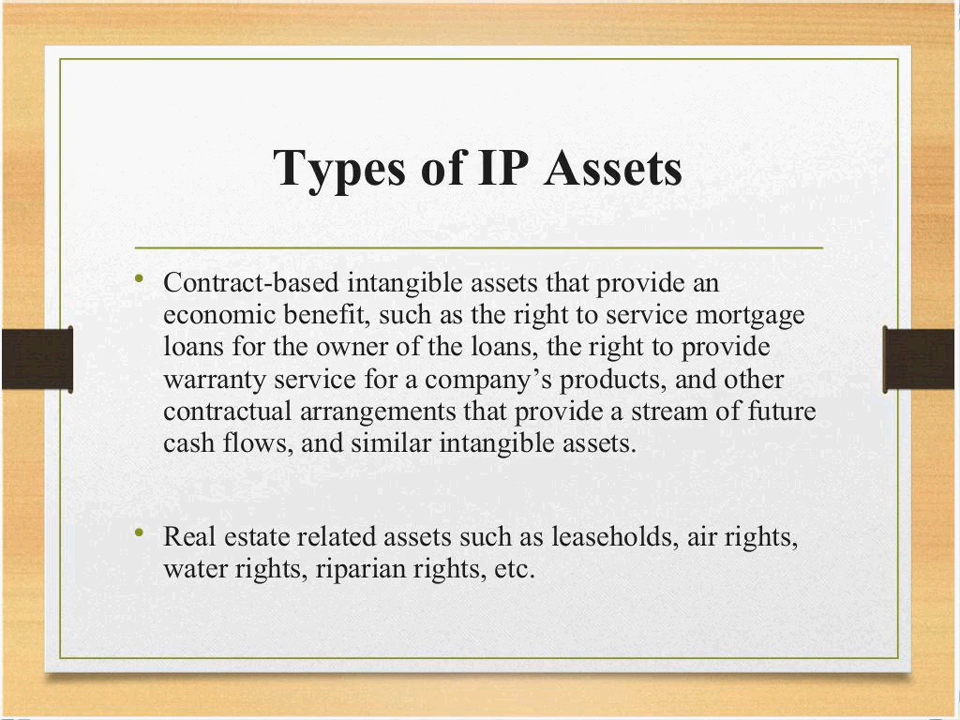 Types of IP Assets
• Contract-based intangible assets that provide an
economic benefit, such as the right to service mortgage
loans for the owner of the loans, the right to provide
warranty service for a company’s products, and other
contractual arrangements that provide a stream of future
cash flows, and similar intangible assets.
• Real estate related assets such as leaseholds, air rights,
water rights, riparian rights, etc.